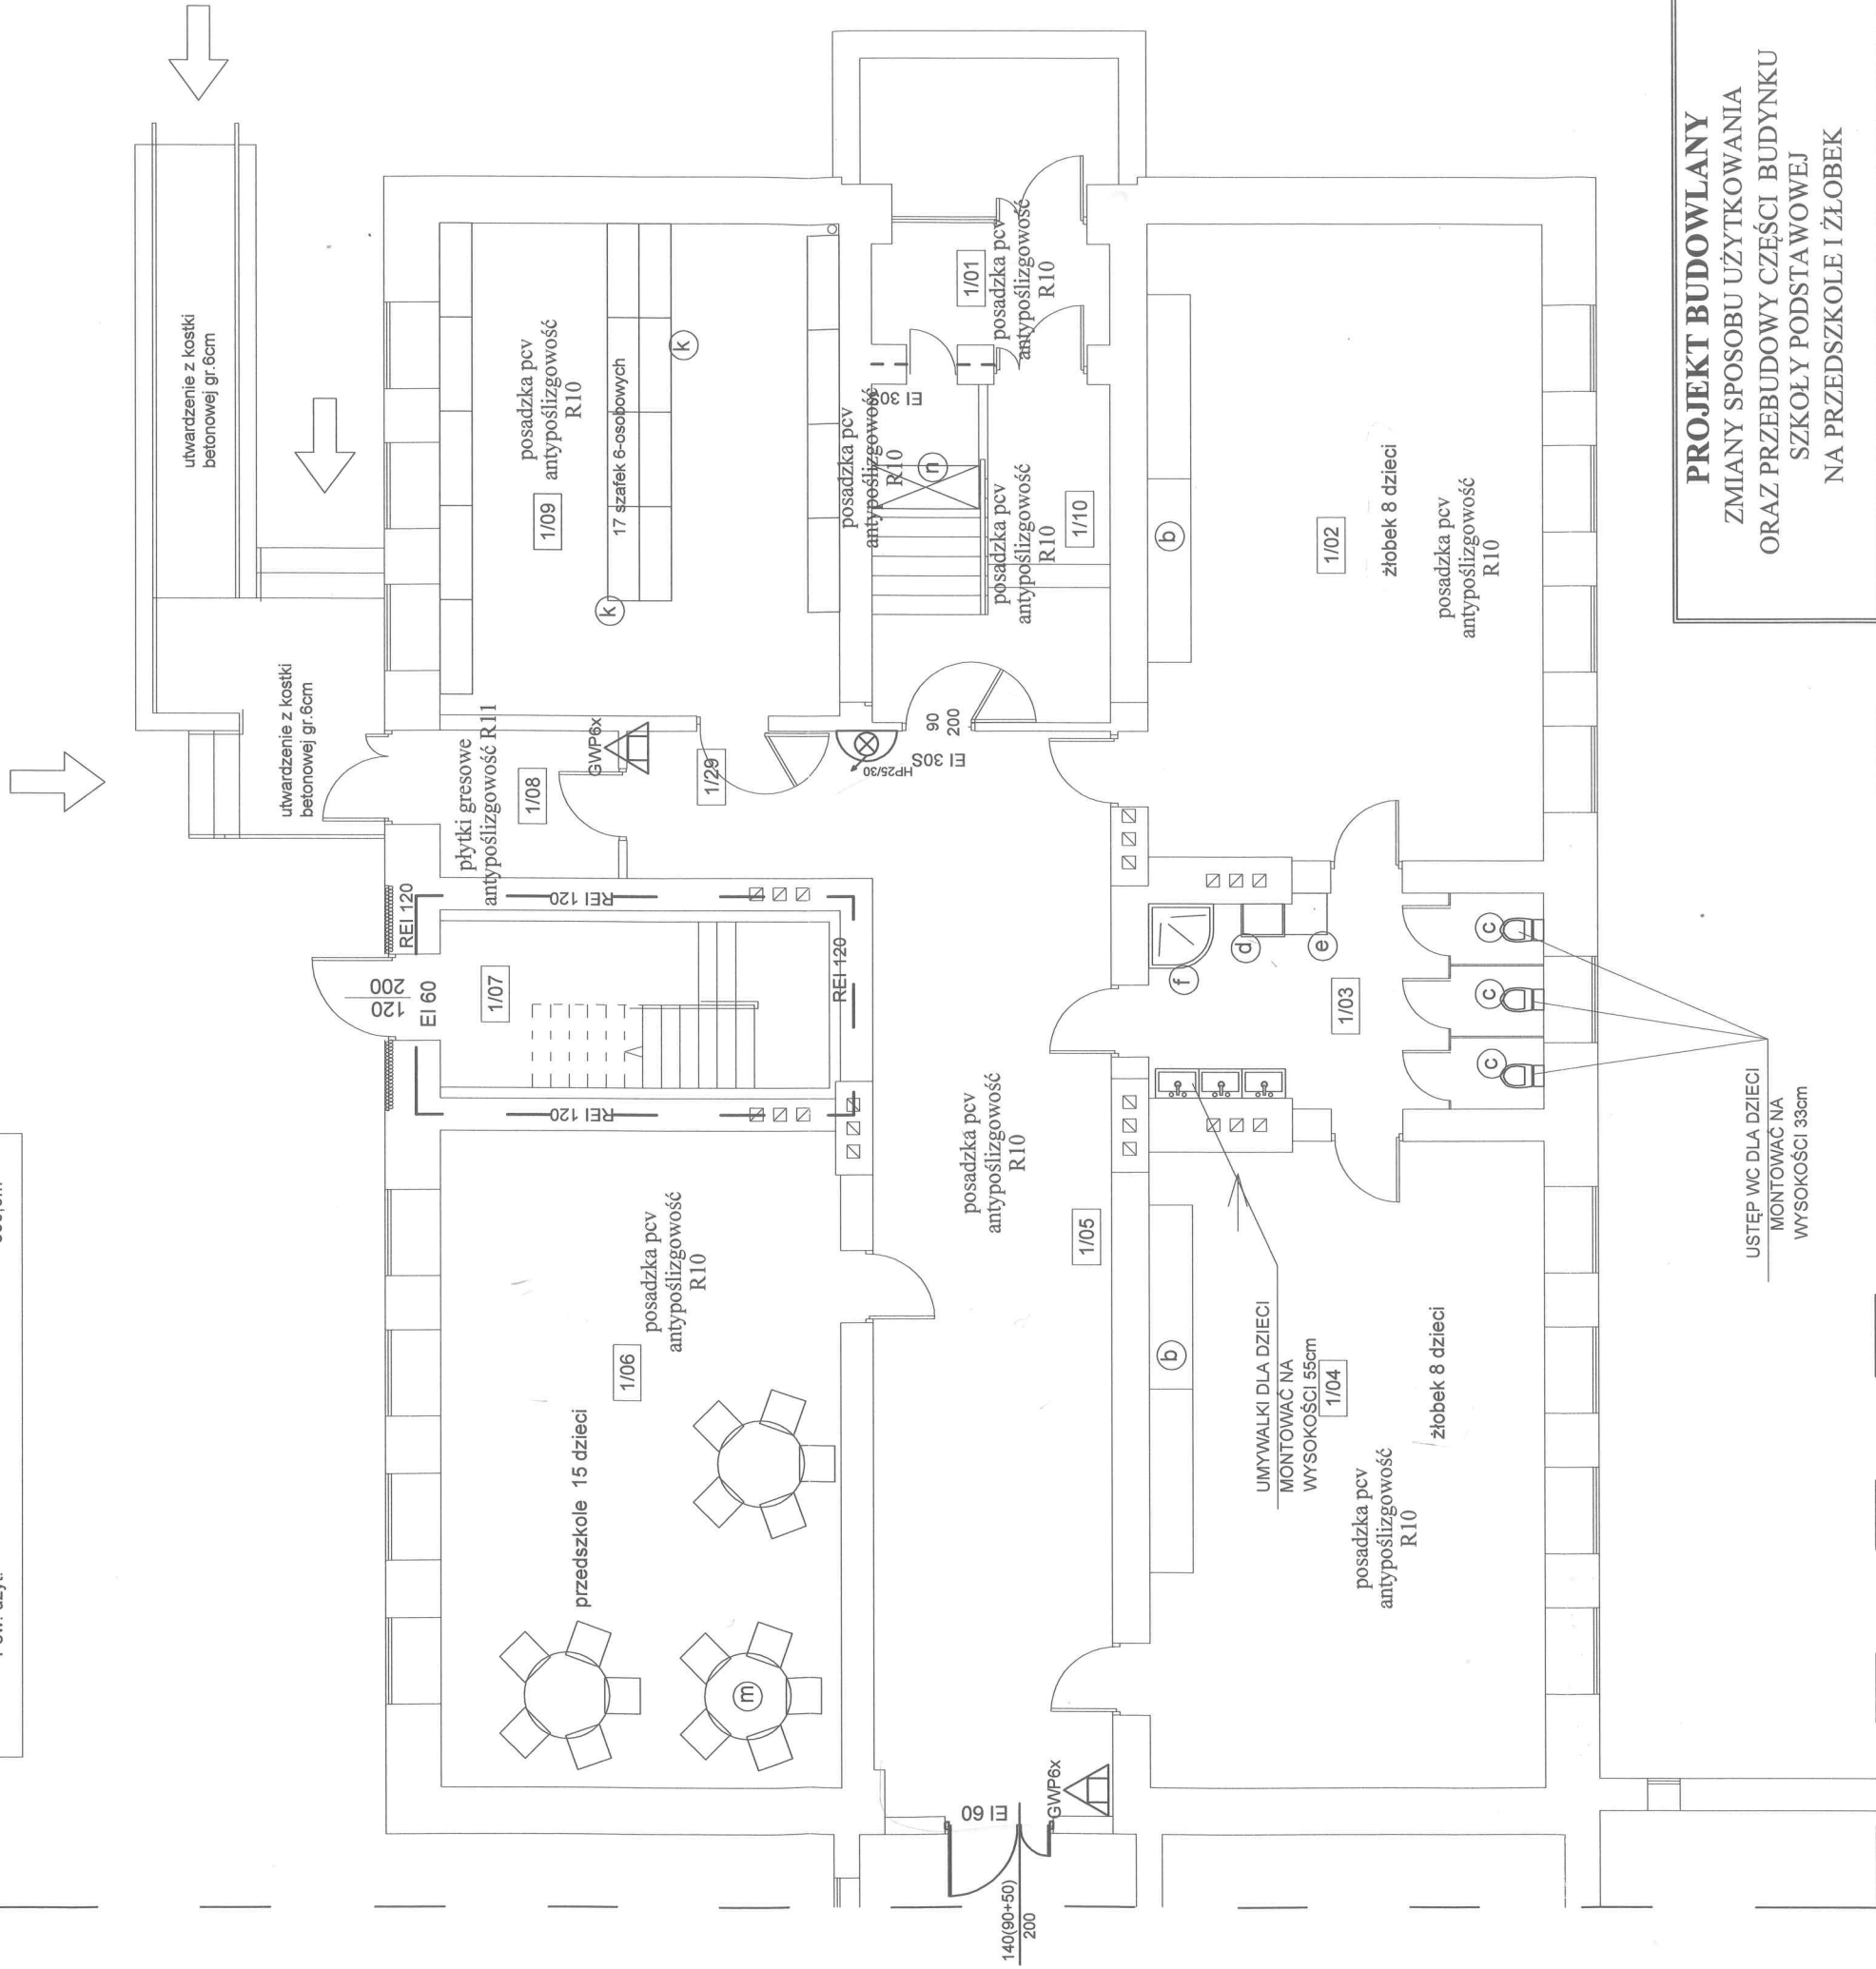 PROJEKT BUDOWLANY
ZMIANY SPOSOBU UŻYTKOWANIA
ORAZ PRZEBUDOWY CZĘŚCI BUDYNKU
SZKOŁY PODSTAWOWEJ
NA PRZEDSZKOLE I ŻŁOBEK
utwardzenie z kostki
betonowej gr.6cm
utwardzenie z kostki
betonowej gr.6cm
płytki gresowe
antypoślizgowość R11
1/08
GWP6x
1/29
1/09
posadzka pcv
antypoślizgowość
R10
17 szafek 6-osobowych
k
k
HP25/30
EI 30S
90
200
posadzka pcv
antypoślizgowość
R10
EI 30
n
posadzka pcv
antypoślizgowość
R10
1/10
1/01
posadzka pcv
antypoślizgowość
R10
b
1/02
żłobek 8 dzieci
posadzka pcv
antypoślizgowość
R10
REI 120
REI 120
120
200
EI 60
1/07
REI 120
REI 120
przedszkole 15 dzieci
1/06
posadzka pcv
antypoślizgowość
R10
m
posadzka pcv
antypoślizgowość
R10
1/05
f
d
e
1/03
c
c
c
USTĘP WC DLA DZIECI
MONTOWAĆ NA
WYSOKOŚCI 33cm
b
UMYWALKI DLA DZIECI
MONTOWAĆ NA
WYSOKOŚCI 55cm
1/04
żłobek 8 dzieci
posadzka pcv
antypoślizgowość
R10
EI 60
GWP6x
140(90+50)
200